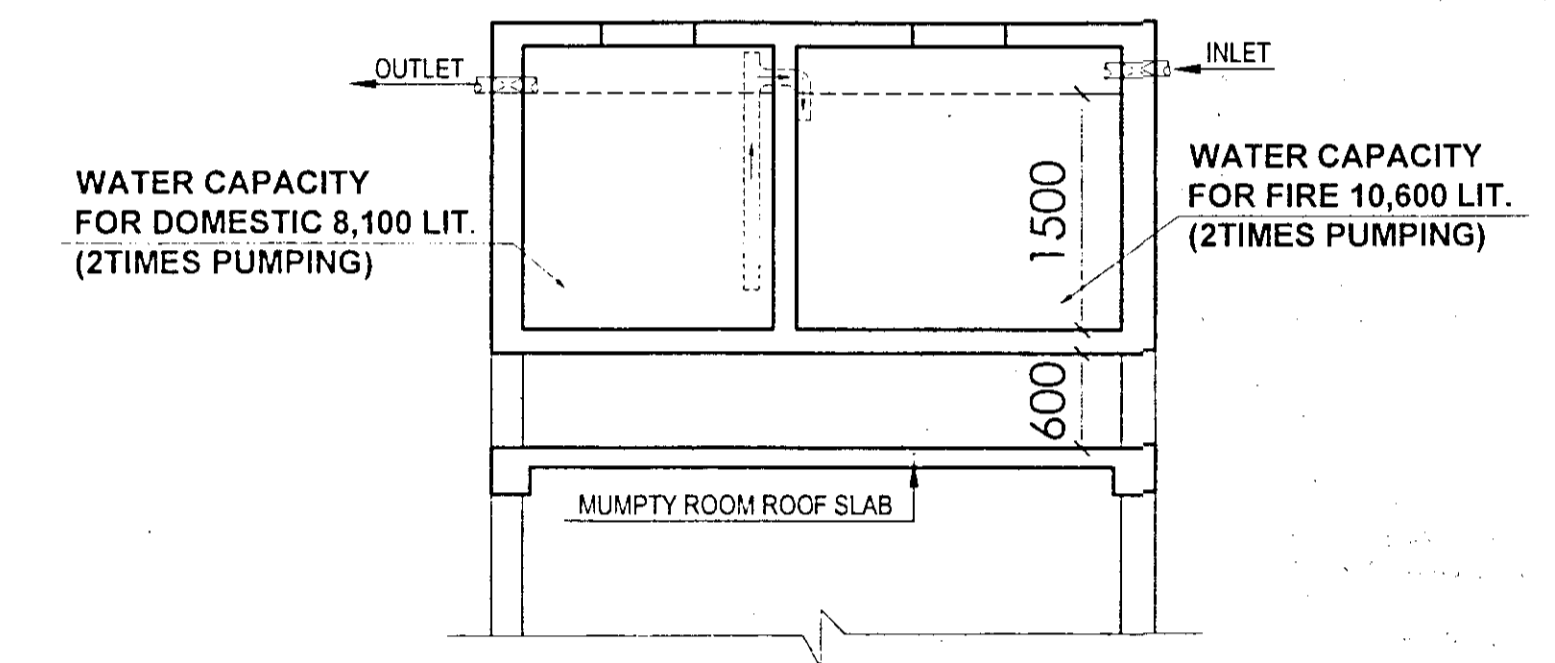 OUTLET
INLET
WATER CAPACITY
FOR DOMESTIC 8,100 LIT.
(2TIMES PUMPING)
1500
WATER CAPACITY
FOR FIRE 10,600 LIT.
(2TIMES PUMPING)
600
MUMPTY ROOM ROOF SLAB